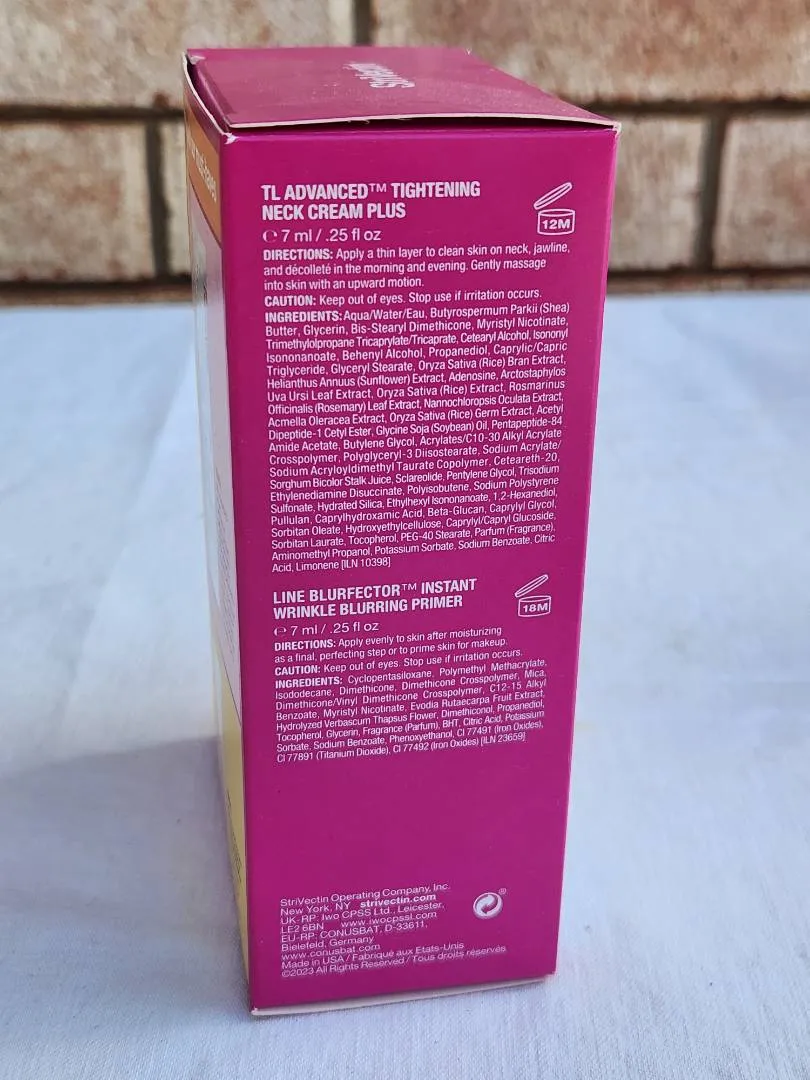 StriVectin
TL ADVANCED™ TIGHTENING
NECK CREAM PLUS
12M
℮ 7 ml / .25 fl oz
DIRECTIONS: Apply a thin layer to clean skin on neck, jawline,
and décolleté in the morning and evening. Gently massage
into skin with an upward motion.
CAUTION: Keep out of eyes. Stop use if irritation occurs.
INGREDIENTS: Aqua/Water/Eau, Butyrospermum Parkii (Shea)
Butter, Glycerin, Bis-Stearyl Dimethicone, Myristyl Nicotinate,
Trimethylolpropane Tricaprylate/Tricaprate, Cetearyl Alcohol, Isononyl
Isononanoate, Behenyl Alcohol, Propanediol, Caprylic/Capric
Triglyceride, Glyceryl Stearate, Oryza Sativa (Rice) Bran Extract,
Helianthus Annuus (Sunflower) Extract, Adenosine, Arctostaphylos
Uva Ursi Leaf Extract, Oryza Sativa (Rice) Extract, Rosmarinus
Officinalis (Rosemary) Leaf Extract, Nannochloropsis Oculata Extract,
Acmella Oleracea Extract, Oryza Sativa (Rice) Germ Extract, Acetyl
Dipeptide-1 Cetyl Ester, Glycine Soja (Soybean) Oil, Pentapeptide-84
Amide Acetate, Butylene Glycol, Acrylates/C10-30 Alkyl Acrylate
Crosspolymer, Polyglyceryl-3 Diisostearate, Sodium Acrylate/
Sodium Acryloyldimethyl Taurate Copolymer, Ceteareth-20,
Sorghum Bicolor Stalk Juice, Sclareolide, Pentylene Glycol, Trisodium
Ethylenediamine Disuccinate, Polyisobutene, Sodium Polystyrene
Sulfonate, Hydrated Silica, Ethylhexyl Isononanoate, 1,2-Hexanediol,
Pullulan, Caprylhydroxamic Acid, Beta-Glucan, Caprylyl Glycol,
Sorbitan Oleate, Hydroxyethylcellulose, Caprylyl/Capryl Glucoside,
Sorbitan Laurate, Tocopherol, PEG-40 Stearate, Parfum (Fragrance),
Aminomethyl Propanol, Potassium Sorbate, Sodium Benzoate, Citric
Acid, Limonene [ILN 10398]
LINE BLURFECTOR™ INSTANT
WRINKLE BLURRING PRIMER
18M
℮ 7 ml / .25 fl oz
DIRECTIONS: Apply evenly to skin after moisturizing
as a final, perfecting step or to prime skin for makeup.
CAUTION: Keep out of eyes. Stop use if irritation occurs.
INGREDIENTS: Cyclopentasiloxane, Polymethyl Methacrylate,
Isododecane, Dimethicone, Dimethicone Crosspolymer, Mica,
Dimethicone/Vinyl Dimethicone Crosspolymer, C12-15 Alkyl
Benzoate, Myristyl Nicotinate, Evodia Rutaecarpa Fruit Extract,
Hydrolyzed Verbascum Thapsus Flower, Dimethiconol, Propanediol,
Tocopherol, Glycerin, Fragrance (Parfum), BHT, Citric Acid, Potassium
Sorbate, Sodium Benzoate, Phenoxyethanol, CI 77491 (Iron Oxides),
CI 77891 (Titanium Dioxide), CI 77492 (Iron Oxides) [ILN 23659]
StriVectin Operating Company, Inc.
New York, NY strivectin.com
UK-RP: Iwo CPSS Ltd., Leicester,
LE2 6BN www.iwocpssl.com
EU-RP: CONUSBAT, D-33611,
Bielefeld, Germany
www.conusbat.com
Made in USA / Fabriqué aux Etats-Unis
©2023 All Rights Reserved / Tous droits réservés